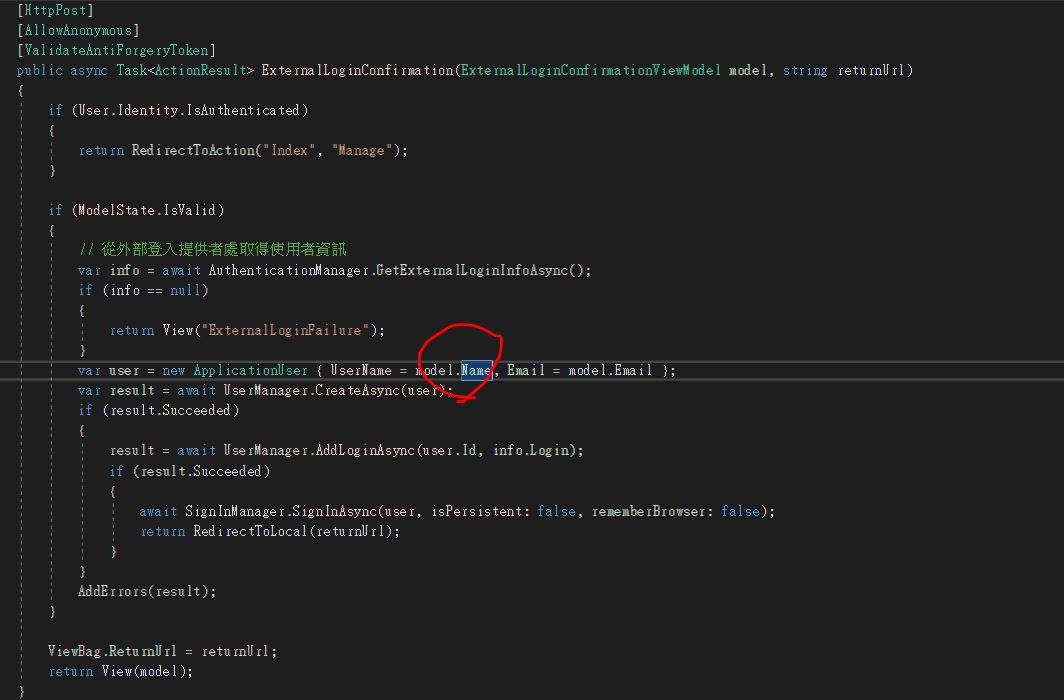 [HttpPost]
[AllowAnonymous]
[ValidateAntiForgeryToken]
public async Task<ActionResult> ExternalLoginConfirmation(ExternalLoginConfirmationViewModel model, string returnUrl)
{
if (User.Identity.IsAuthenticated)
{
return RedirectToAction("Index", "Manage");
}
if (ModelState.IsValid)
{
// 從外部登入提供者處取得使用者資訊
var info = await AuthenticationManager.GetExternalLoginInfoAsync();
if (info == null)
{
return View("ExternalLoginFailure");
}
var user = new ApplicationUser { UserName = model.Name, Email = model.Email };
var result = await UserManager.CreateAsync(user);
if (result.Succeeded)
{
result = await UserManager.AddLoginAsync(user.Id, info.Login);
if (result.Succeeded)
{
await SignInManager.SignInAsync(user, isPersistent: false, rememberBrowser: false);
return RedirectToLocal(returnUrl);
}
}
AddErrors(result);
}
ViewBag.ReturnUrl = returnUrl;
return View(model);
}